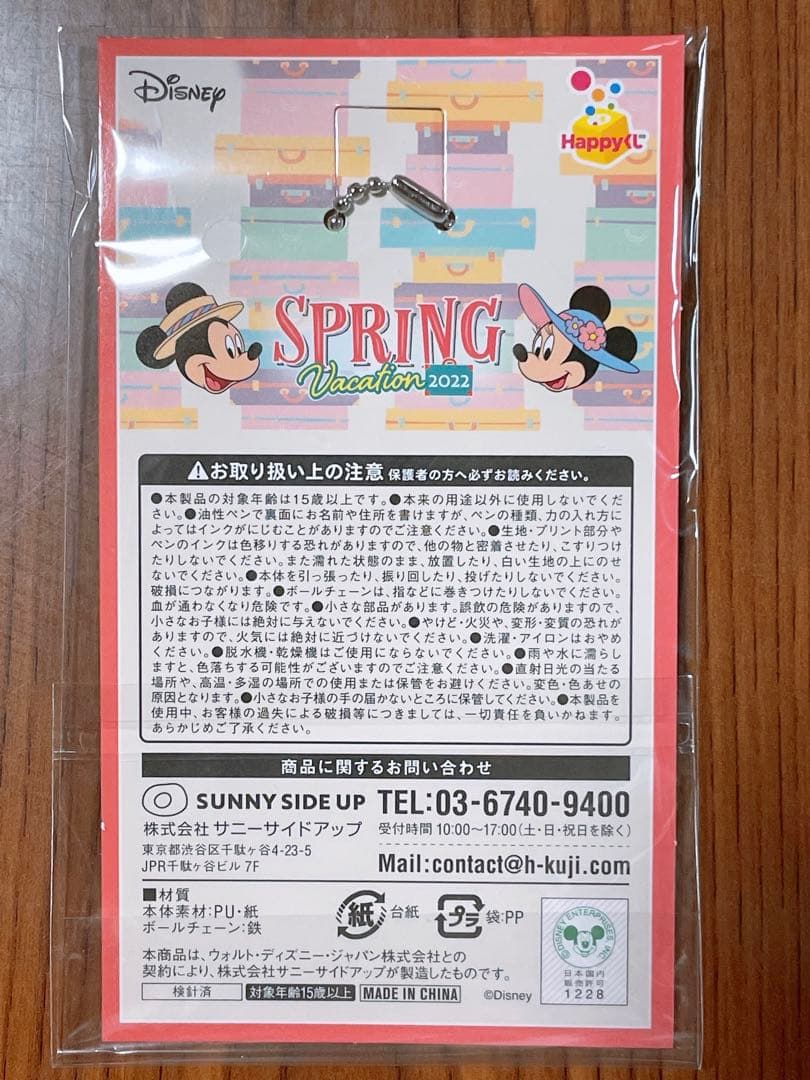 Disney
Happyくじ
SPRING
Vacation 2022
お取り扱い上の注意 保護者の方へ必ずお読みください。
●本製品の対象年齢は15歳以上です。●本来の用途以外に使用しないでくだ
さい。●油性ペンで裏面にお名前や住所を書けますが、ペンの種類、力の入れ方に
よってはインクがにじむことがありますのでご注意ください。●生地・プリント部分や
ペンのインクは色移りする恐れがありますので、他の物と密着させたり、こすりつけ
たりしないでください。また濡れた状態のまま、放置したり、白い生地の上にのせ
ないでください。●本体を引っ張ったり、振り回したり、投げたりしないでください。
破損につながります。●ボールチェーンは、指などに巻きつけたりしないでください。
血が通わなくなり危険です。●小さな部品があります。誤飲の危険がありますので、
小さなお子様には絶対に与えないでください。●やけど・火災や、変形・変質の恐れが
ありますので、火気には絶対に近づけないでください。●洗濯・アイロンはおやめ
ください。●脱水機・乾燥機はご使用にならないでください。●雨や水に濡らし
ますと、色落ちする可能性がございますのでご注意ください。●直射日光の当たる
場所や、高温・多湿の場所での使用または保管をお避けください。変色・色あせの
原因となります。●小さなお子様の手の届かないところに保管してください。●本製品を
使用中、お客様の過失による破損等につきましては、一切責任を負いかねます。
あらかじめご了承ください。
商品に関するお問い合わせ
SUNNY SIDE UP
株式会社 サニーサイドアップ
東京都渋谷区千駄ヶ谷4-23-5
JPR千駄ヶ谷ビル 7F
TEL:03-6740-9400
受付時間 10:00〜17:00(土・日・祝日を除く)
Mail:contact@h-kuji.com
■材質
本体素材:PU・紙
ボールチェーン:鉄
紙 台紙
プラ 袋:PP
本商品は、ウォルト・ディズニー・ジャパン株式会社との
契約により、株式会社サニーサイドアップが製造したものです。
検針済 対象年齢15歳以上 MADE IN CHINA ©Disney
©DISNEY ENTERPRISES, INC.
日本国内
販売許可
1228